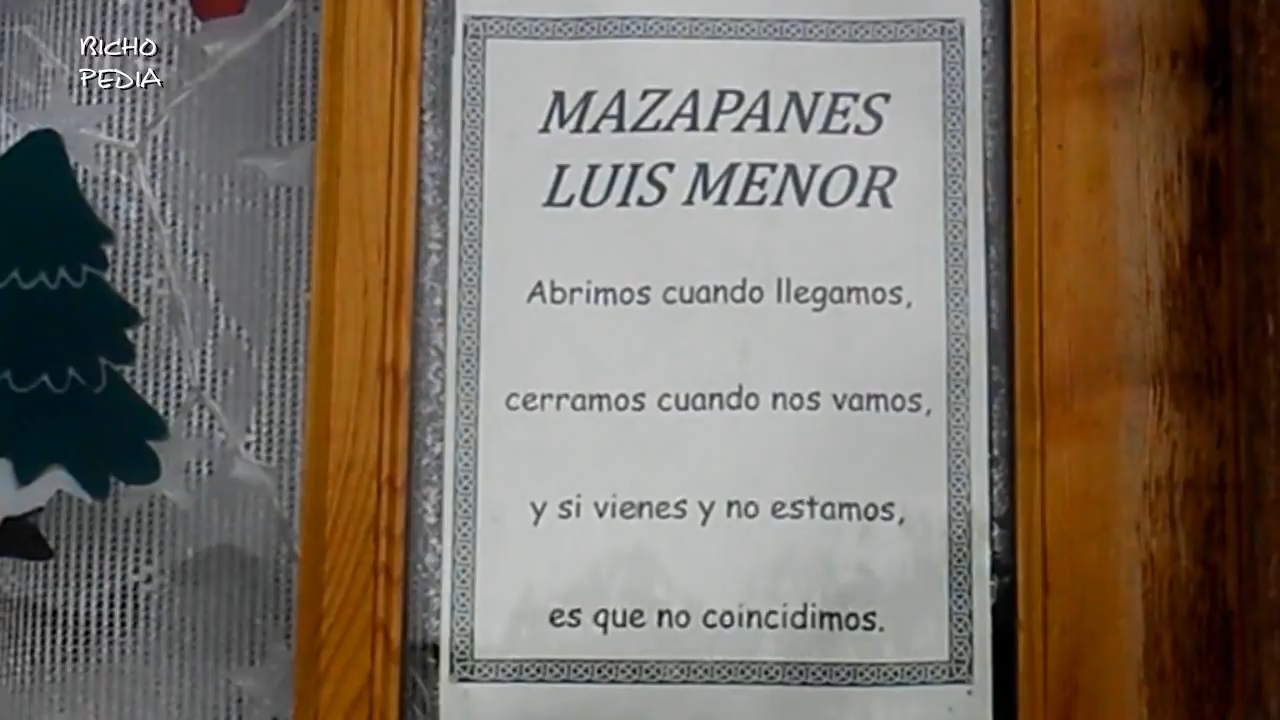 BICHO
PEDIA
MAZAPANES
LUIS MENOR
Abrimos cuando llegamos,
cerramos cuando nos vamos,
y si vienes y no estamos,
es que no coincidimos.